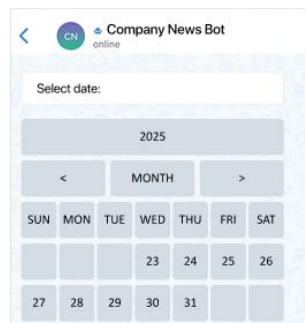 CN
Company News Bot
online
Select date:
2025
< MONTH >
SUN MON TUE WED THU FRI SAT
23 24 25 26
27 28 29 30 31